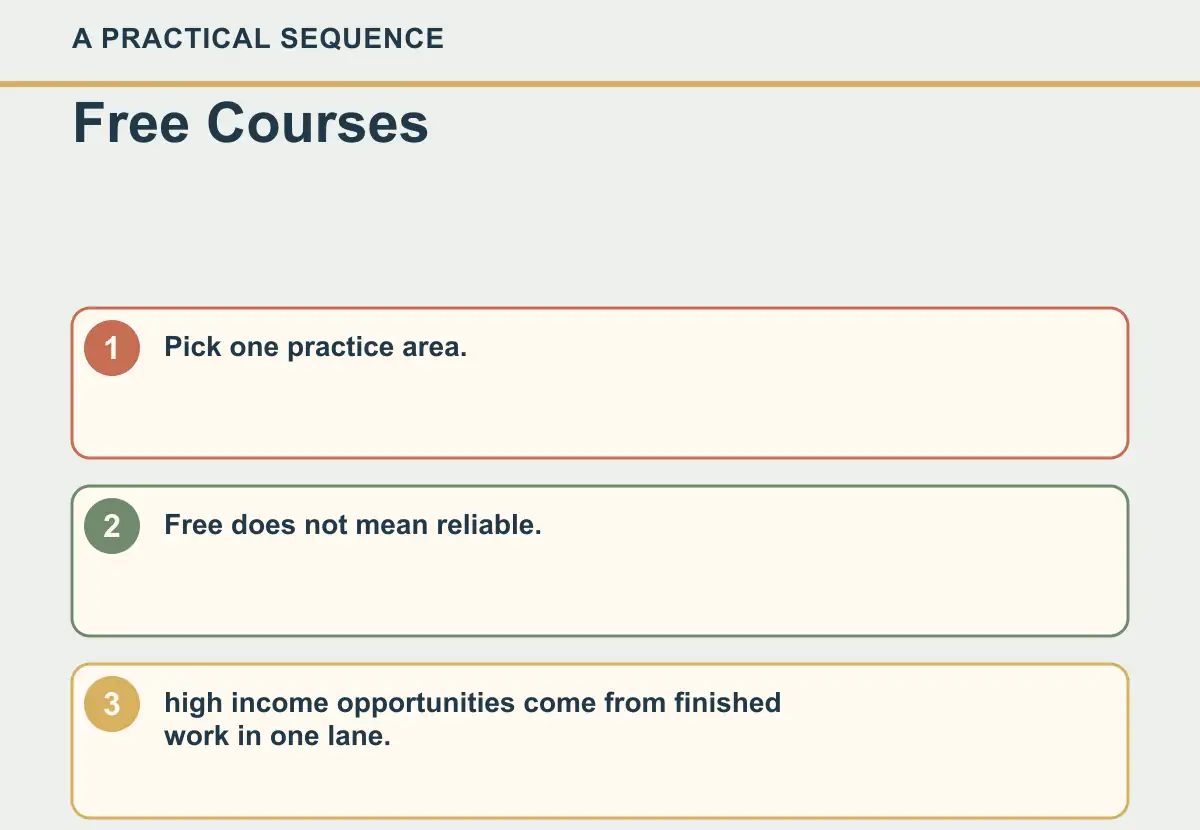 A PRACTICAL SEQUENCE
Free Courses
1
Pick one practice area.
2
Free does not mean reliable.
3
high income opportunities come from finished
work in one lane.